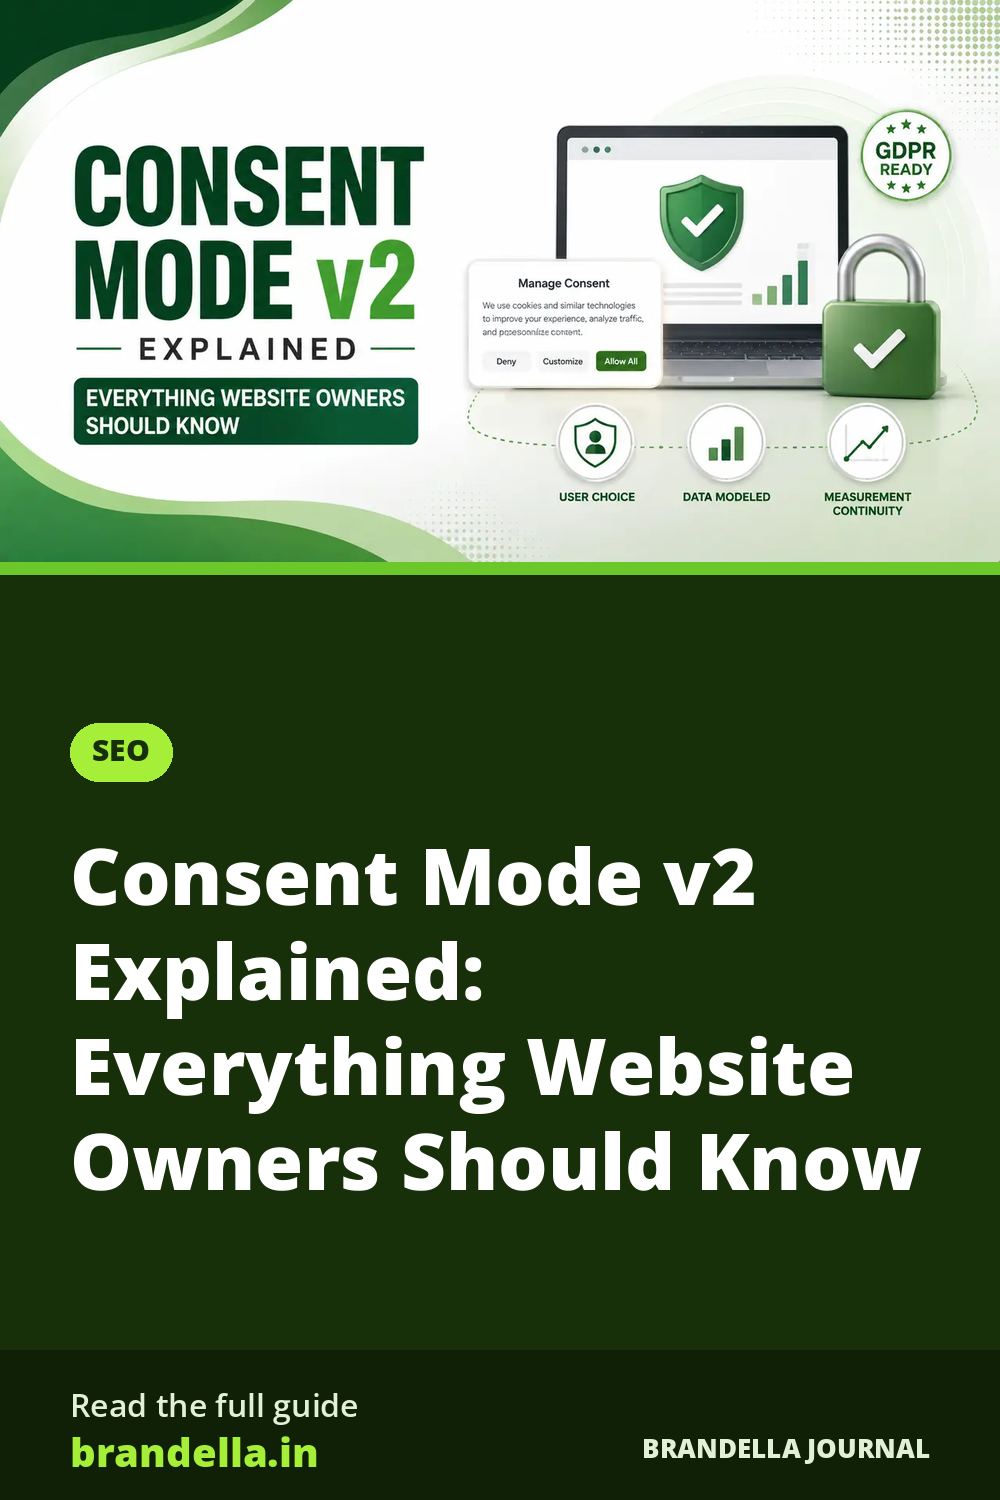 CONSENT
MODE v2
EXPLAINED
EVERYTHING WEBSITE OWNERS
SHOULD KNOW
GDPR
READY
Manage Consent
We use cookies and similar technologies
to improve your experience, analyze traffic,
and content.
Deny
Customize
Allow All
USER CHOICE
DATA MODELED
MEASUREMENT
CONTINUITY
SEO
Consent Mode v2
Explained:
Everything Website
Owners Should Know
Read the full guide
brandella.in
BRANDELLA JOURNAL